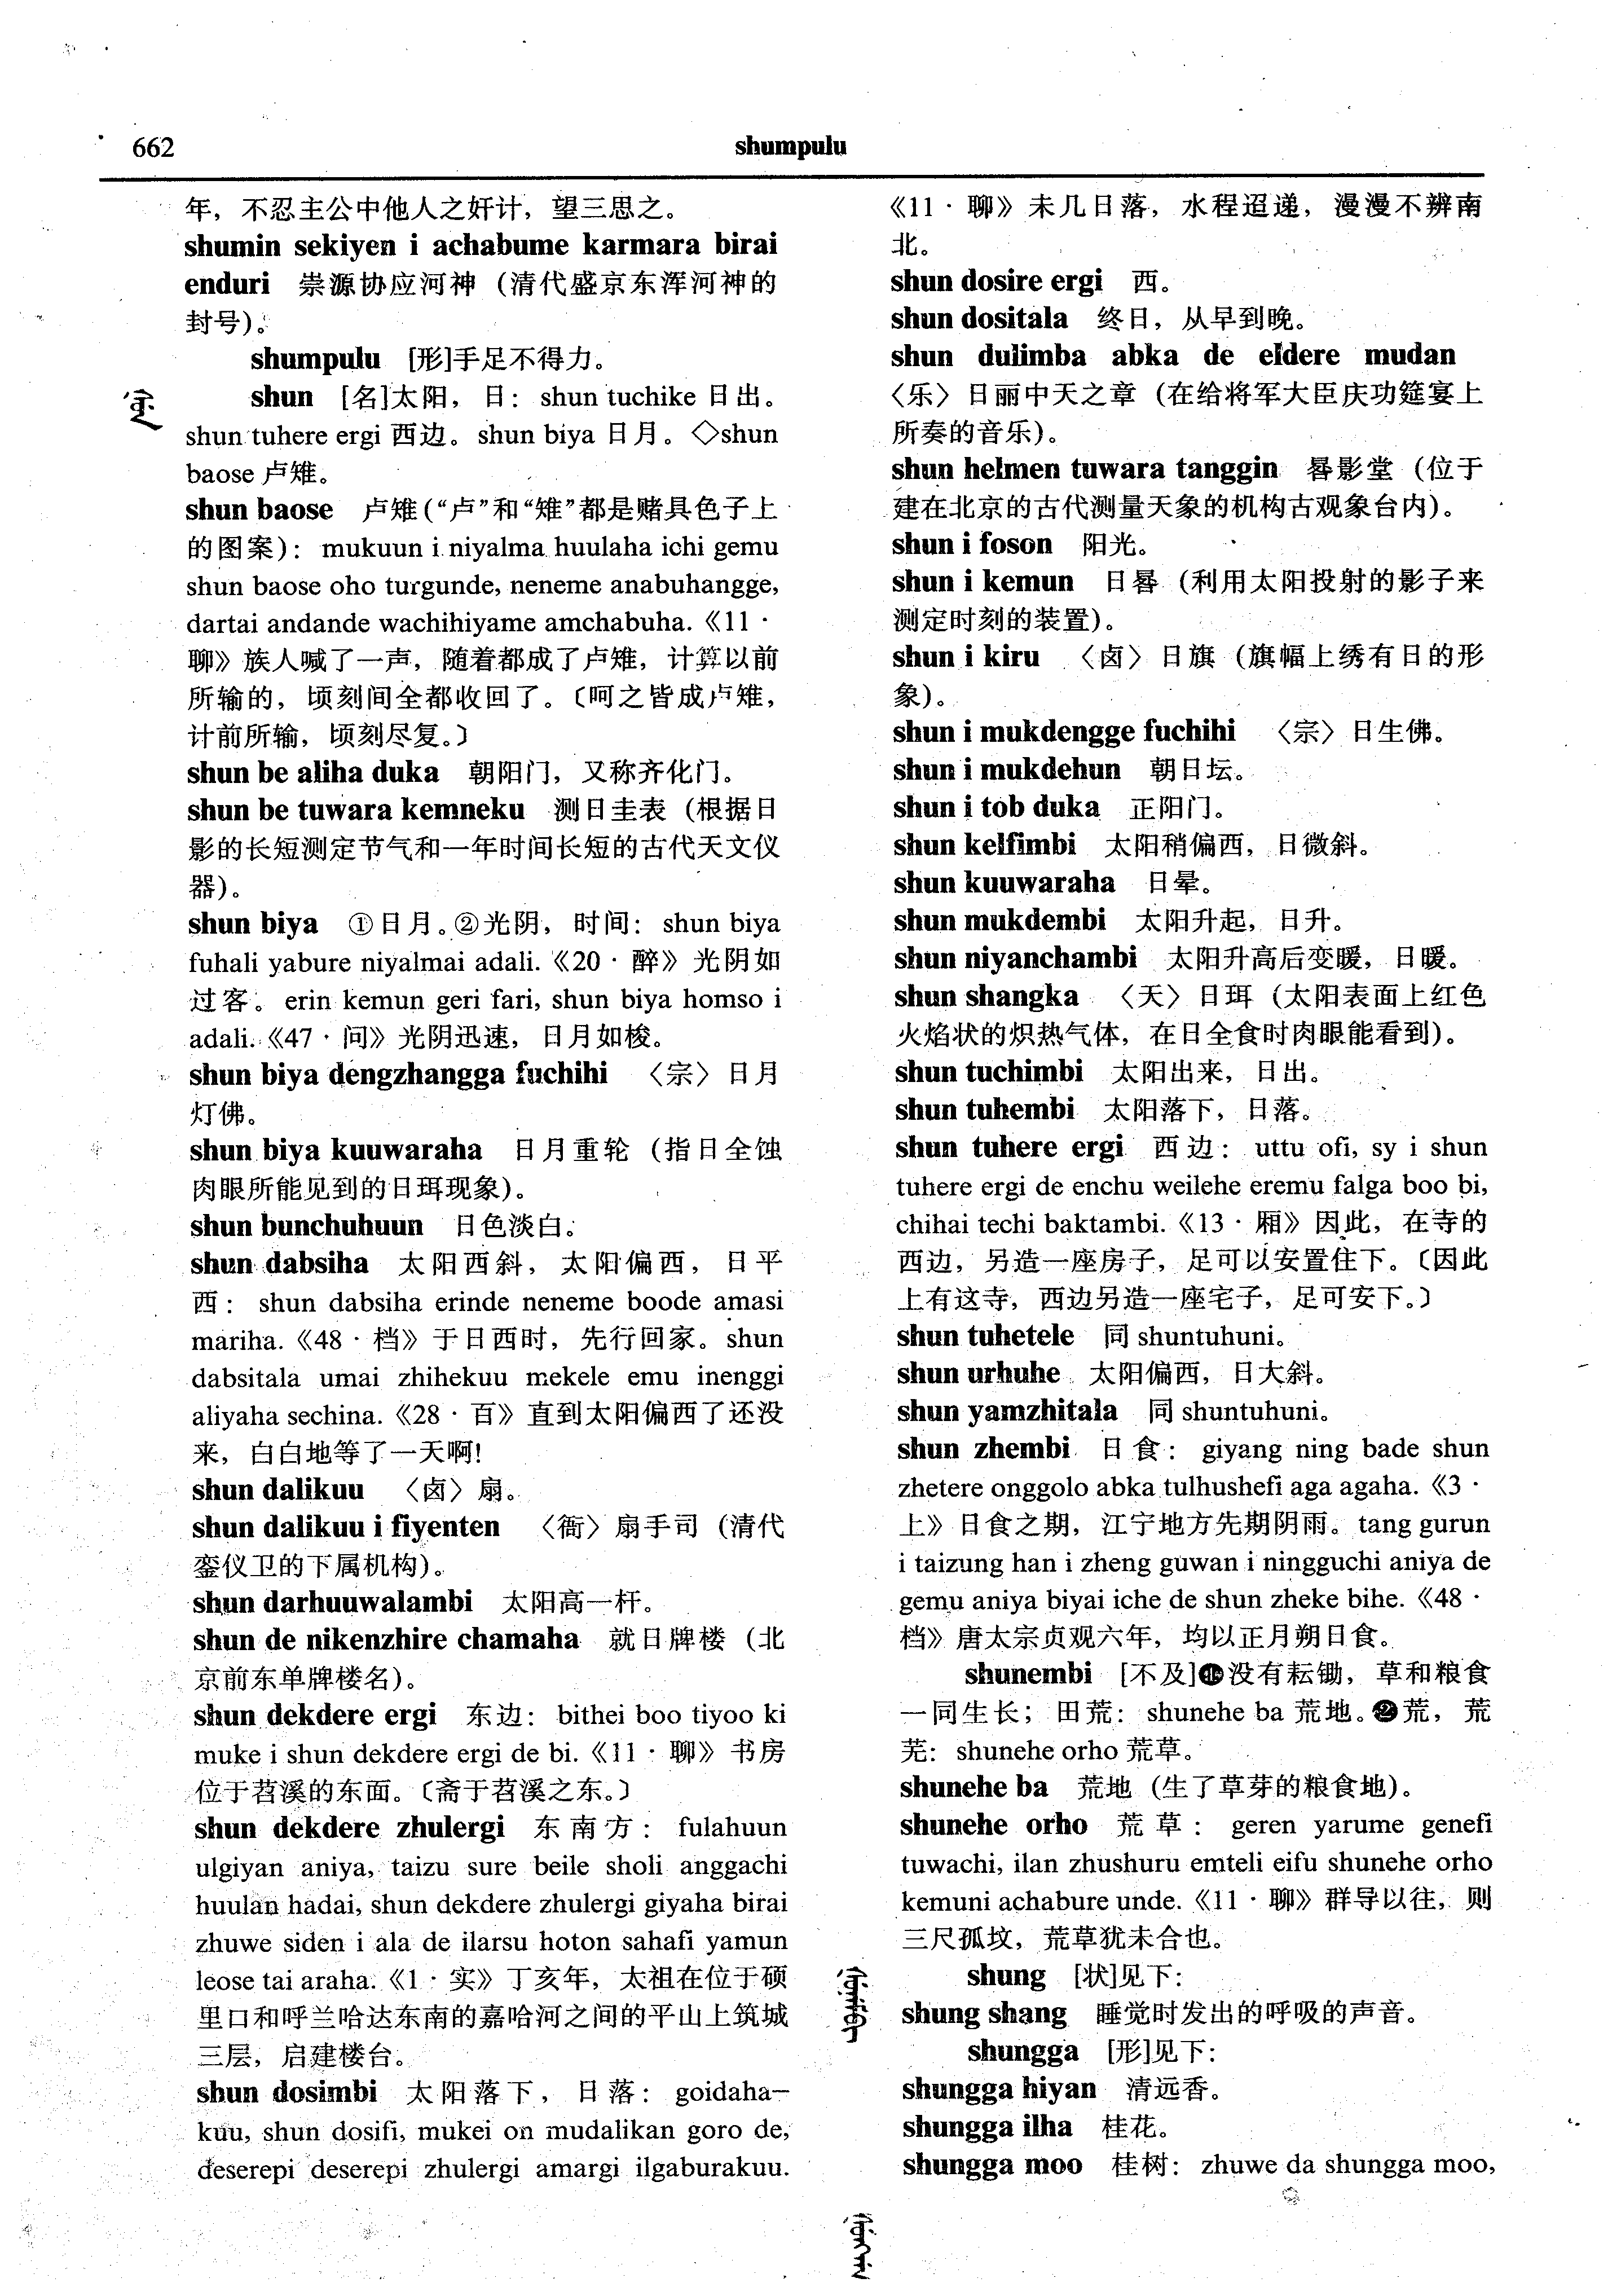 662
shumpulu
年，不忍主公中他人之奸计，望三思之。
shumin sekiyen i achabume karmara birai
enduri 崇源协应河神（清代盛京东浑河神的
封号）。
shumpulu [形]手足不得力。
shun [名]太阳，日：shun tuchike 日出。
shun tuhere ergi 西边。shun biya 日月。◇shun
baose 卢雉。
shun baose 卢雉（“卢”和“雉”都是赌具色子上
的图案）：mukuun i niyalma huulaha ichi gemu
shun baose oho turgunde, neneme anabuhangge,
dartai andande wachihiyame amchabuha.《11·
聊》族人喊了一声，随着都成了卢雉，计算以前
所输的，顷刻间全都收回了。〔呵之皆成卢雉，
计前所输，顷刻尽复。〕
shun be aliha duka 朝阳门，又称齐化门。
shun be tuwara kemneku 测日圭表（根据日
影的长短测定节气和一年时间长短的古代天文仪
器）。
shun biya ①日月。②光阴，时间：shun biya
fuhali yabure niyalmai adali.《20·醉》光阴如
过客。erin kemun geri fari, shun biya homso i
adali.《47·问》光阴迅速，日月如梭。
shun biya dengzhangga fuchihi 〈宗〉日月
灯佛。
shun biya kuuwaraha 日月重轮（指日全蚀
肉眼所能见到的日珥现象）。
shun bunchuhuun 日色淡白。
shun dabsiha 太阳西斜，太阳偏西，日平
西：shun dabsiha erinde neneme boode amasi
mariha.《48·档》于日西时，先行回家。shun
dabsitala umai zhihekuu mekele emu inenggi
aliyaha sechina.《28·百》直到太阳偏西了还没
来，白白地等了一天啊!
shun dalikuu 〈卤〉扇。
shun dalikuu i fiyenten 〈衙〉扇手司（清代
銮仪卫的下属机构）。
shun darhuuwalambi 太阳高一杆。
shun de nikenzhire chamaha 就日牌楼（北
京前东单牌楼名）。
shun dekdere ergi 东边：bithei boo tiyoo ki
muke i shun dekdere ergi de bi.《11·聊》书房
位于苕溪的东面。〔斋于苕溪之东。〕
shun dekdere zhulergi 东南方：fulahuun
ulgiyan aniya, taizu sure beile sholi anggachi
huulan hadai, shun dekdere zhulergi giyaha birai
zhuwe siden i ala de ilarsu hoton sahafi yamun
leose tai araha.《1·实》丁亥年，太祖在位于硕
里口和呼兰哈达东南的嘉哈河之间的平山上筑城
三层，启建楼台。
shun dosimbi 太阳落下，日落：goidaha-
kuu, shun dosifi, mukei on mudalikan goro de,
deserepi deserepi zhulergi amargi ilgaburakuu.
《11·聊》未几日落，水程迢递，漫漫不辨南
北。
shun dosire ergi 西。
shun dositala 终日，从早到晚。
shun dulimba abka de eldere mudan
〈乐〉日丽中天之章（在给将军大臣庆功筵宴上
所奏的音乐）。
shun helmen tuwara tanggin 晷影堂（位于
建在北京的古代测量天象的机构古观象台内）。
shun i foson 阳光。
shun i kemun 日晷（利用太阳投射的影子来
测定时刻的装置）。
shun i kiru 〈卤〉日旗（旗幅上绣有日的形
象）。
shun i mukdengge fuchihi 〈宗〉日生佛。
shun i mukdehun 朝日坛。
shun i tob duka 正阳门。
shun kelfimbi 太阳稍偏西，日微斜。
shun kuuwaraha 日晕。
shun mukdembi 太阳升起，日升。
shun niyanchambi 太阳升高后变暖，日暖。
shun shangka 〈天〉日珥（太阳表面上红色
火焰状的炽热气体，在日全食时肉眼能看到）。
shun tuchimbi 太阳出来，日出。
shun tuhembi 太阳落下，日落。
shun tuhere ergi 西边：uttu ofi, sy i shun
tuhere ergi de enchu weilehe eremu falga boo bi,
chihai techi baktambi.《13·厢》因此，在寺的
西边，另造一座房子，足可以安置住下。〔因此
上有这寺，西边另造一座宅子，足可安下。〕
shun tuhetele 同 shuntuhuni。
shun urhuhe 太阳偏西，日大斜。
shun yamzhitala 同 shuntuhuni。
shun zhembi 日食：giyang ning bade shun
zhetere onggolo abka tulhushefi aga agaha.《3·
上》日食之期，江宁地方先期阴雨。tang gurun
i taizung han i zheng guwan i ningguchi aniya de
gemu aniya biyai iche de shun zheke bihe.《48·
档》唐太宗贞观六年，均以正月朔日食。
shunembi [不及]❶没有耘锄，草和粮食
一同生长；田荒：shunehe ba 荒地。❷荒，荒
芜：shunehe orho 荒草。
shunehe ba 荒地（生了草芽的粮食地）。
shunehe orho 荒草：geren yarume genefi
tuwachi, ilan zhushuru emteli eifu shunehe orho
kemuni achabure unde.《11·聊》群导以往，则
三尺孤坟，荒草犹未合也。
shung [状]见下：
shung shang 睡觉时发出的呼吸的声音。
shungga [形]见下：
shungga hiyan 清远香。
shungga ilha 桂花。
shungga moo 桂树：zhuwe da shungga moo,